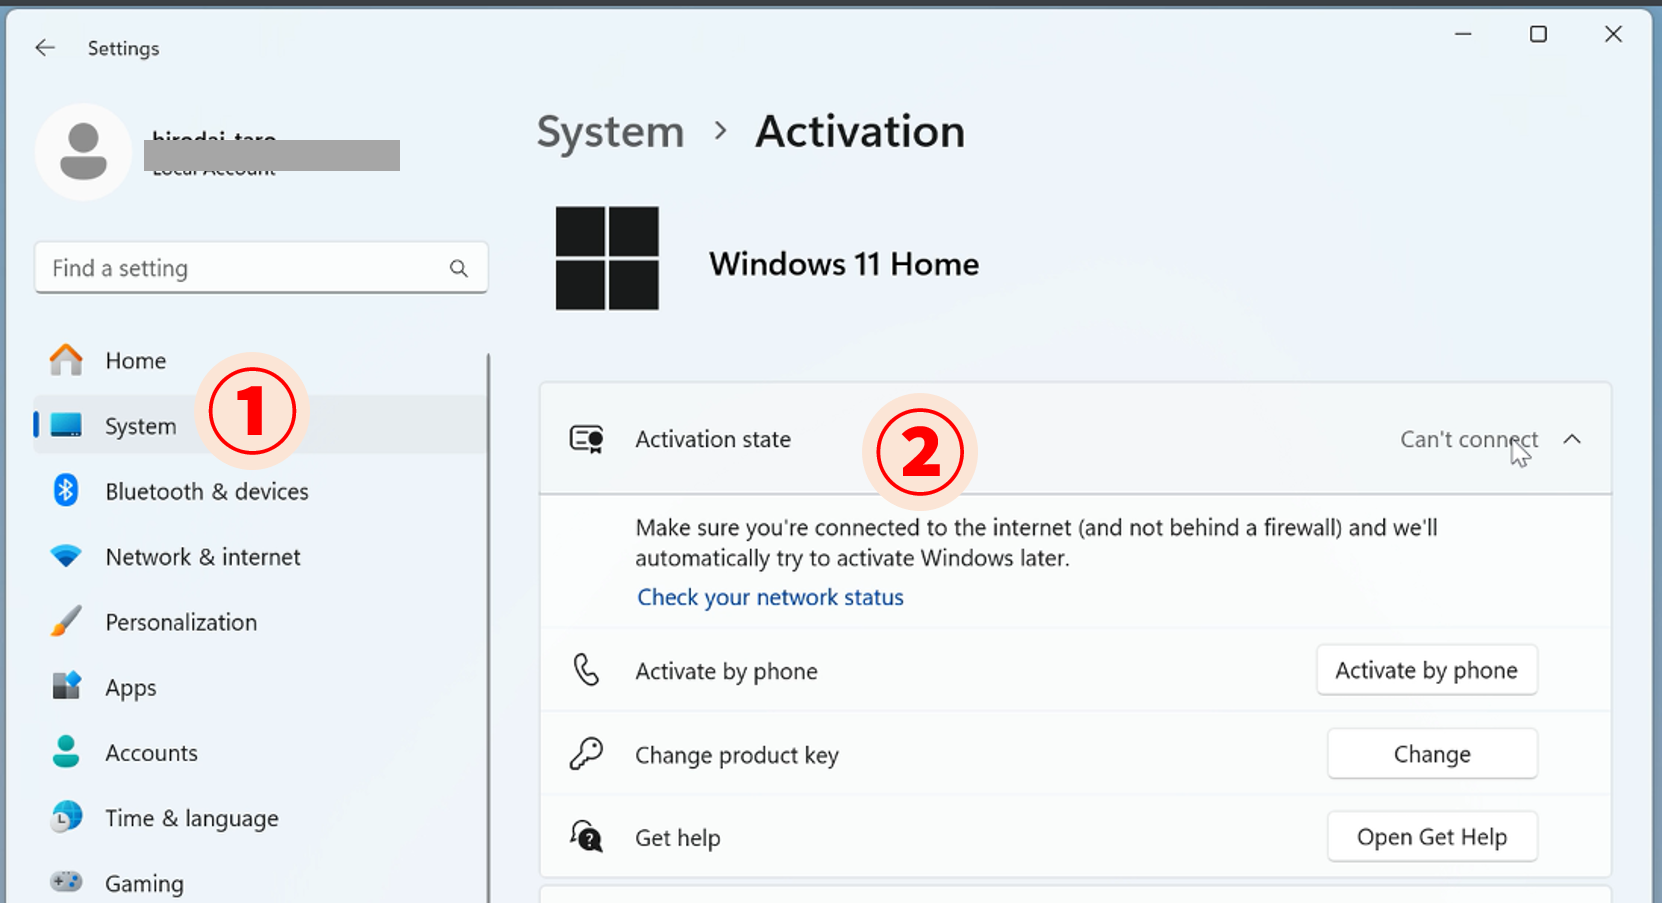 Settings
System > Activation
Windows 11 Home
Find a setting
Home
System
1
Bluetooth & devices
Network & internet
Personalization
Apps
Accounts
Time & language
Gaming
Activation state
2
Can't connect
Make sure you're connected to the internet (and not behind a firewall) and we'll
automatically try to activate Windows later.
Check your network status
Activate by phone
Activate by phone
Change product key
Change
Get help
Open Get Help